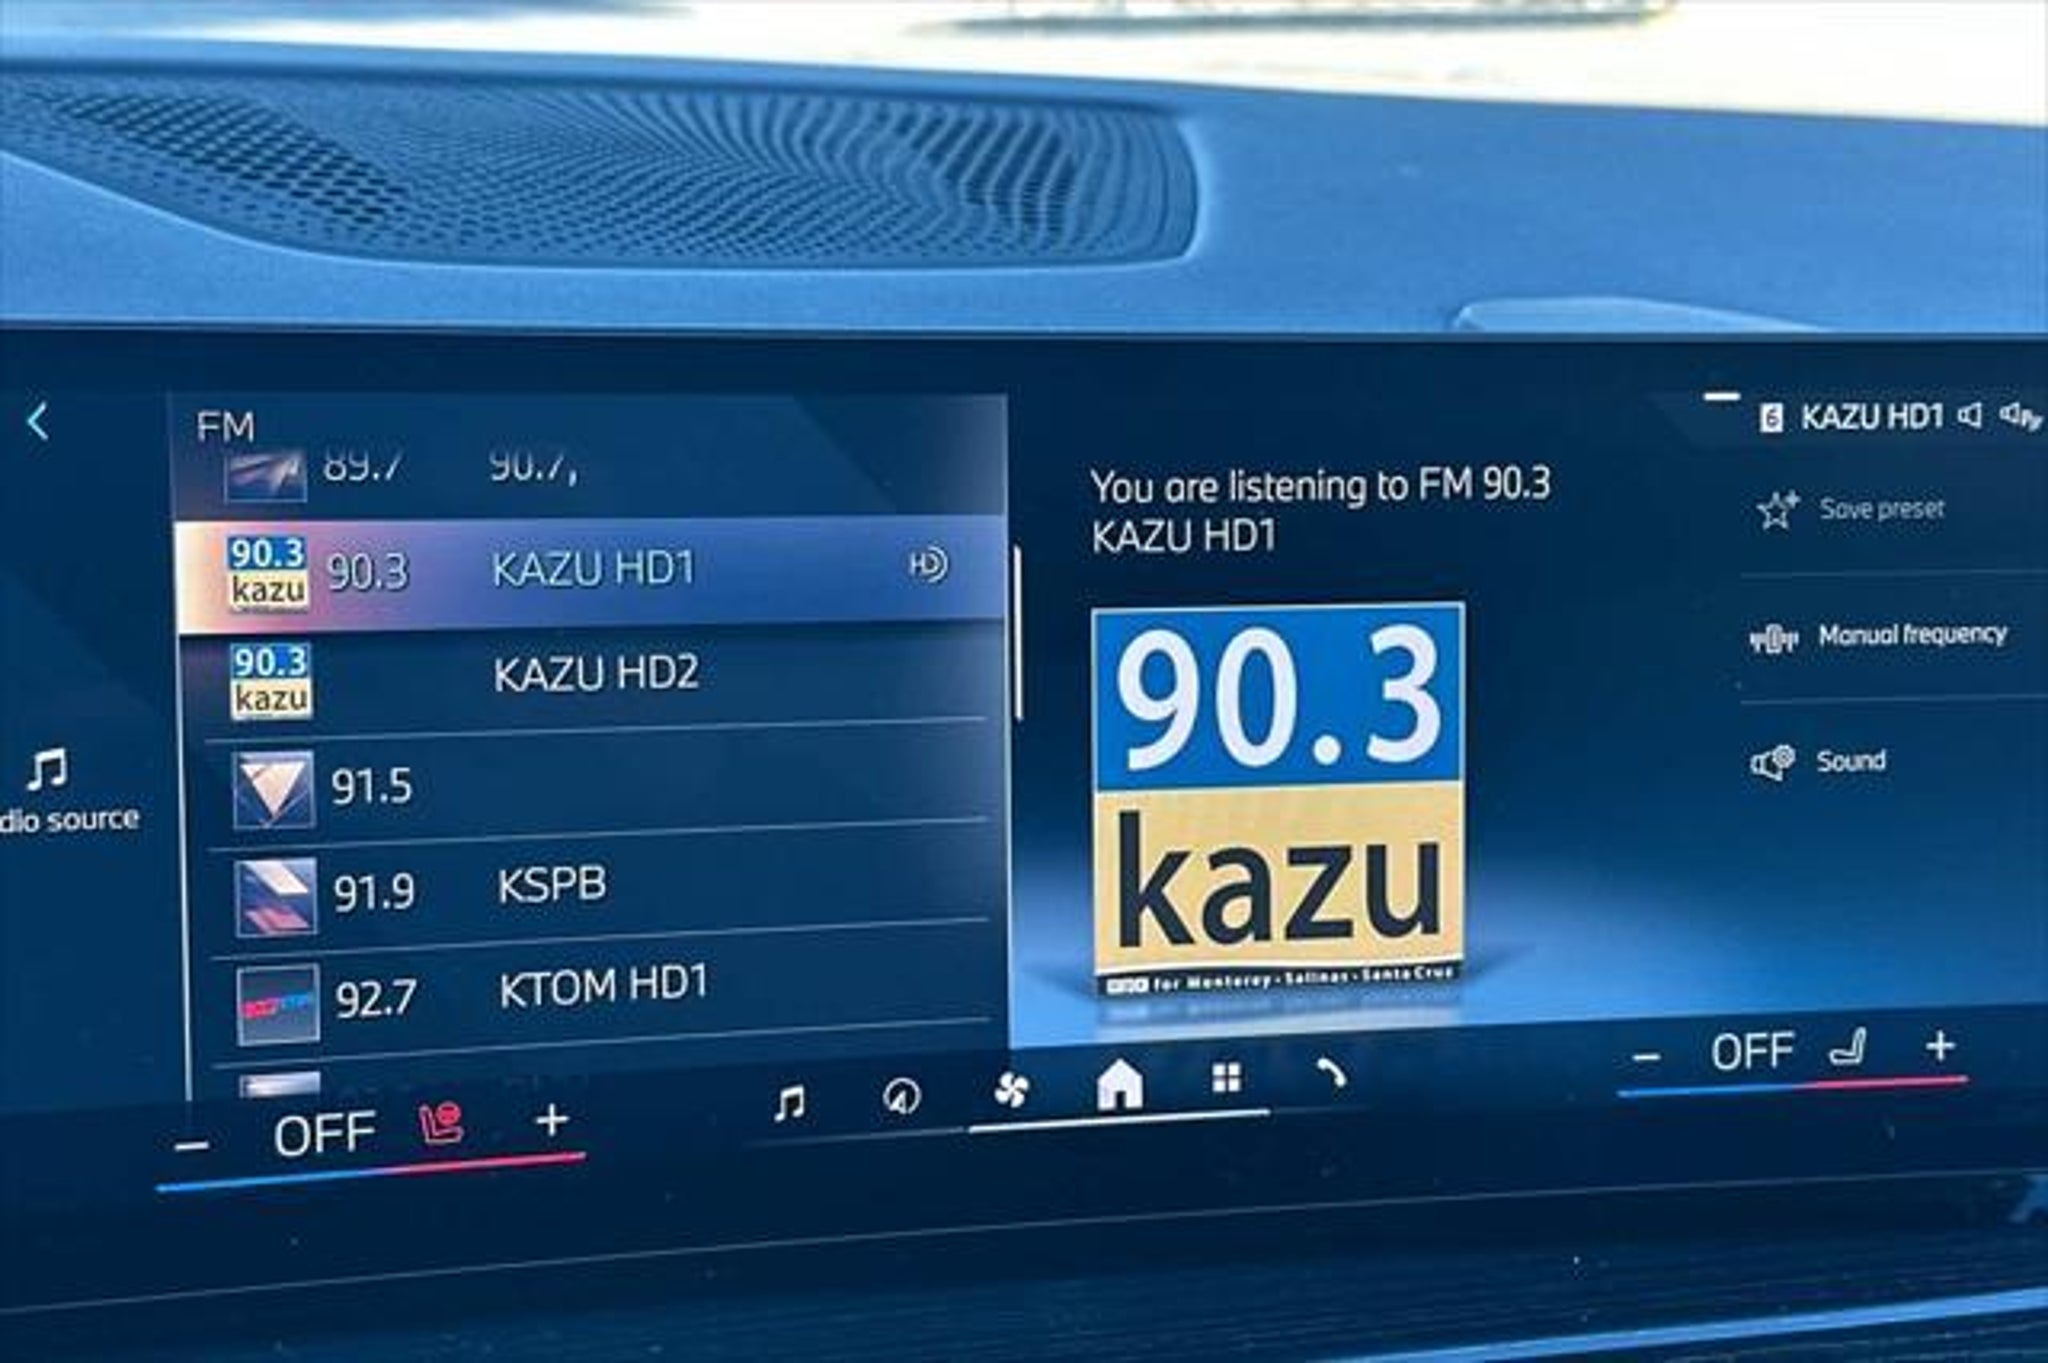 FM
89.7 90.7,
90.3 kazu 90.3 KAZU HD1 HD
90.3 kazu KAZU HD2
91.5
91.9 KSPB
92.7 KTOM HD1
dio source
You are listening to FM 90.3
KAZU HD1
90.3
kazu
for Monterey • Salinas • Santa Cruz
6 KAZU HD1
Save preset
Manual frequency
Sound
OFF
OFF